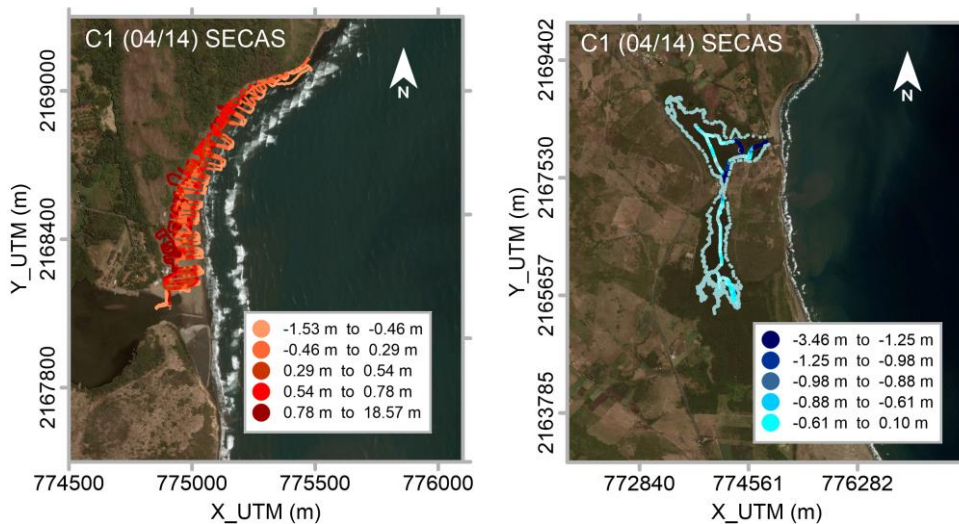 C1 (04/14) SECAS
N
Y_UTM (m)
2169000
2168400
2167800
-1.53 m to -0.46 m
-0.46 m to 0.29 m
0.29 m to 0.54 m
0.54 m to 0.78 m
0.78 m to 18.57 m
774500 775000 775500 776000
X_UTM (m)
C1 (04/14) SECAS
N
Y_UTM (m)
2169402
2167530
2165657
2163785
-3.46 m to -1.25 m
-1.25 m to -0.98 m
-0.98 m to -0.88 m
-0.88 m to -0.61 m
-0.61 m to 0.10 m
772840 774561 776282
X_UTM (m)